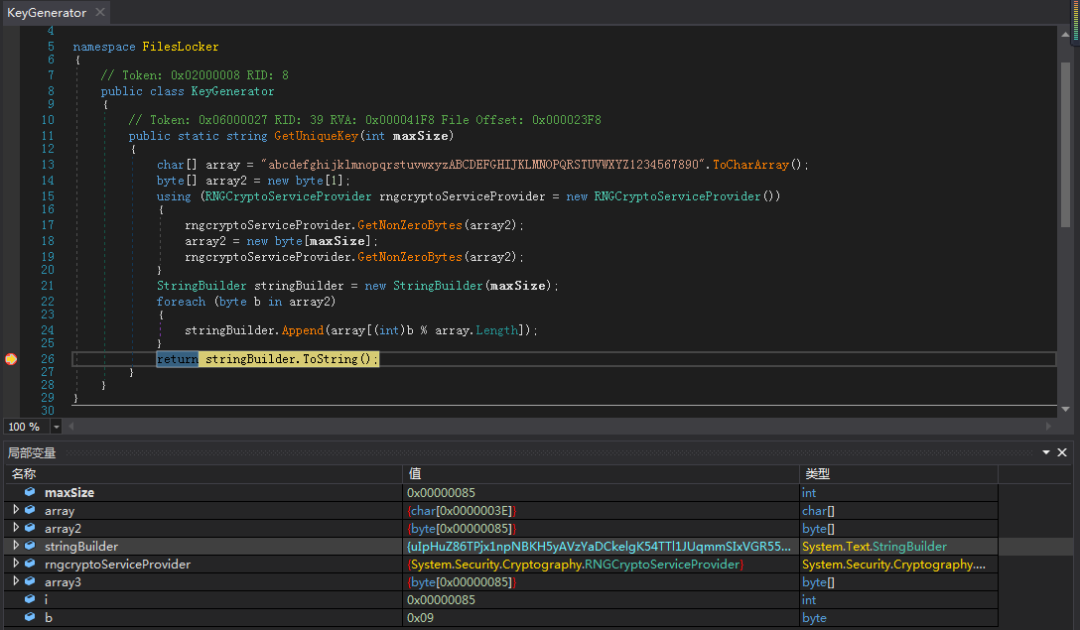 KeyGenerator
4
5 namespace FilesLocker
6 {
7 // Token: 0x02000008 RID: 8
8 public class KeyGenerator
9 {
10 // Token: 0x06000027 RID: 39 RVA: 0x000041F8 File Offset: 0x000023F8
11 public static string GetUniqueKey(int maxSize)
12 {
13 char[] array = "abcdefghijklmnopqrstuvwxyzABCDEFGHIJKLMNOPQRSTUVWXYZ1234567890".ToCharArray();
14 byte[] array2 = new byte[1];
15 using (RNGCryptoServiceProvider rngcryptoServiceProvider = new RNGCryptoServiceProvider())
16 {
17 rngcryptoServiceProvider.GetNonZeroBytes(array2);
18 array2 = new byte[maxSize];
19 rngcryptoServiceProvider.GetNonZeroBytes(array2);
20 }
21 StringBuilder stringBuilder = new StringBuilder(maxSize);
22 foreach (byte b in array2)
23 {
24 stringBuilder.Append(array[(int)b % array.Length]);
25 }
26 return stringBuilder.ToString();
27 }
28 }
29 }
30
100 %
局部变量
名称 值 类型
maxSize 0x00000085 int
array {char[0x0000003E]} char[]
array2 {byte[0x00000085]} byte[]
stringBuilder {uIpHuZ86TPjx1npNBKH5yAVzYaDCkelgK54TTl1JUqmmSIxVGR55... System.Text.StringBuilder
rngcryptoServiceProvider {System.Security.Cryptography.RNGCryptoServiceProvider} System.Security.Cryptography....
array3 {byte[0x00000085]} byte[]
i 0x00000085 int
b 0x09 byte